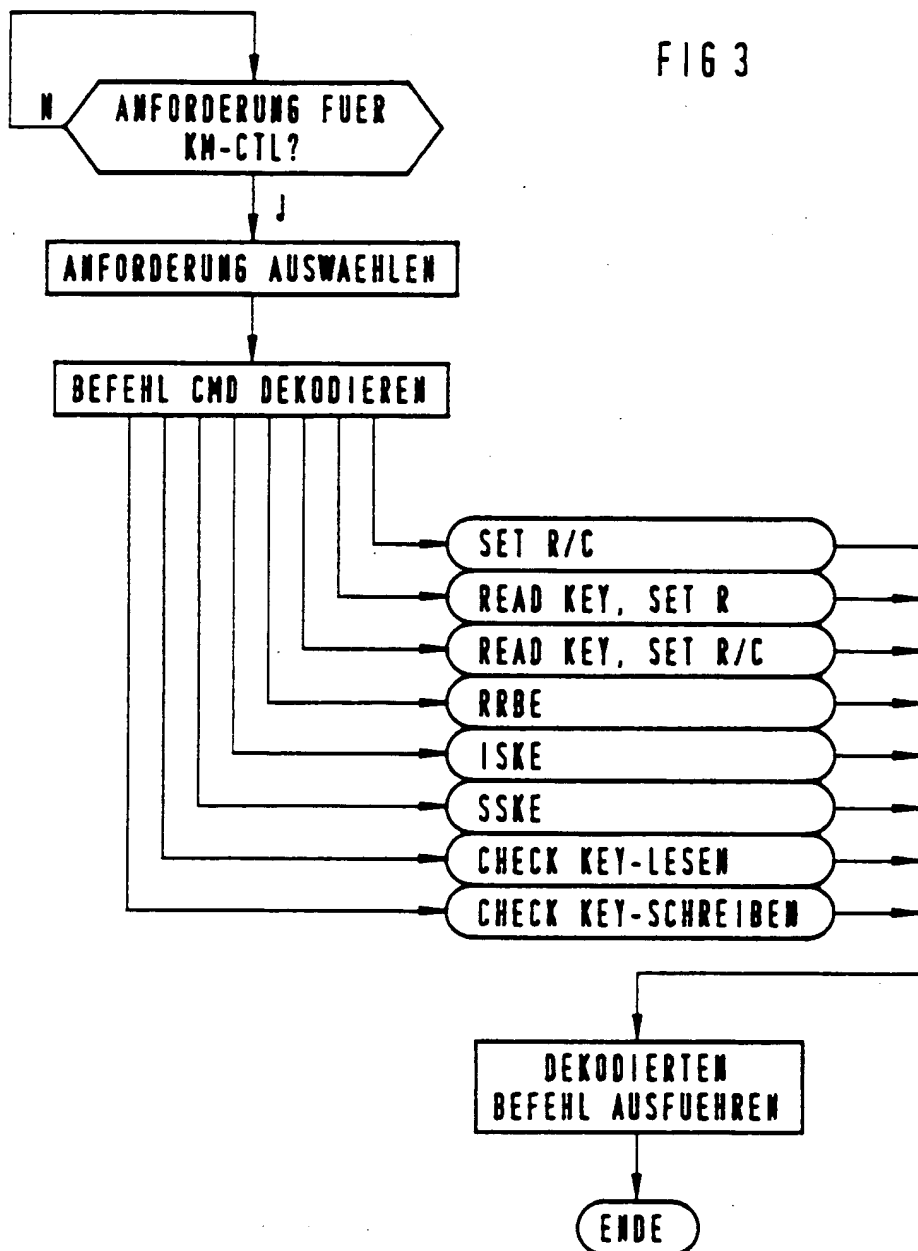 FIG 3
N
ANFORDERUNG FUER
KM-CTL?
J
ANFORDERUNG AUSWAEHLEN
BEFEHL CMD DEKODIEREN
SET R/C
READ KEY, SET R
READ KEY, SET R/C
RRBE
ISKE
SSKE
CHECK KEY-LESEN
CHECK KEY-SCHREIBEN
DEKODIERTEN
BEFEHL AUSFUEHREN
ENDE